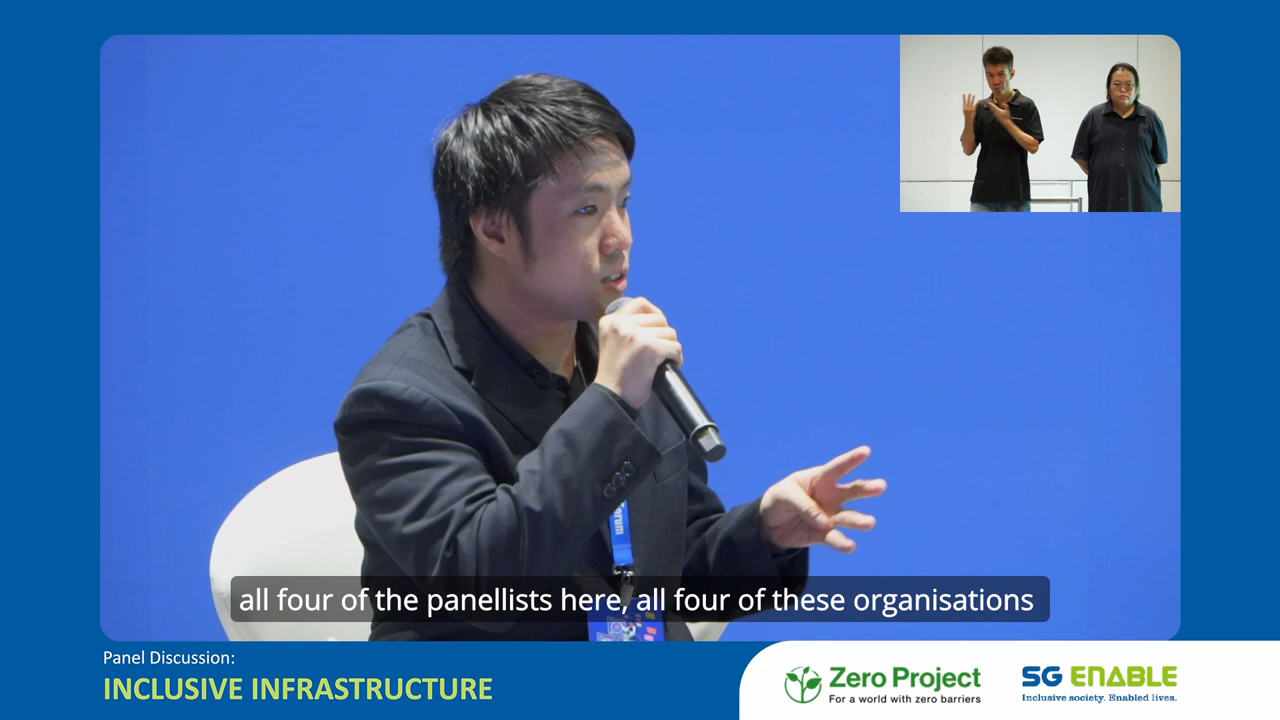 orum
all four of the panellists here, all four of these organisations
Panel Discussion:
INCLUSIVE INFRASTRUCTURE
Zero Project
For a world with zero barriers
SG ENABLE
Inclusive society. Enabled lives.